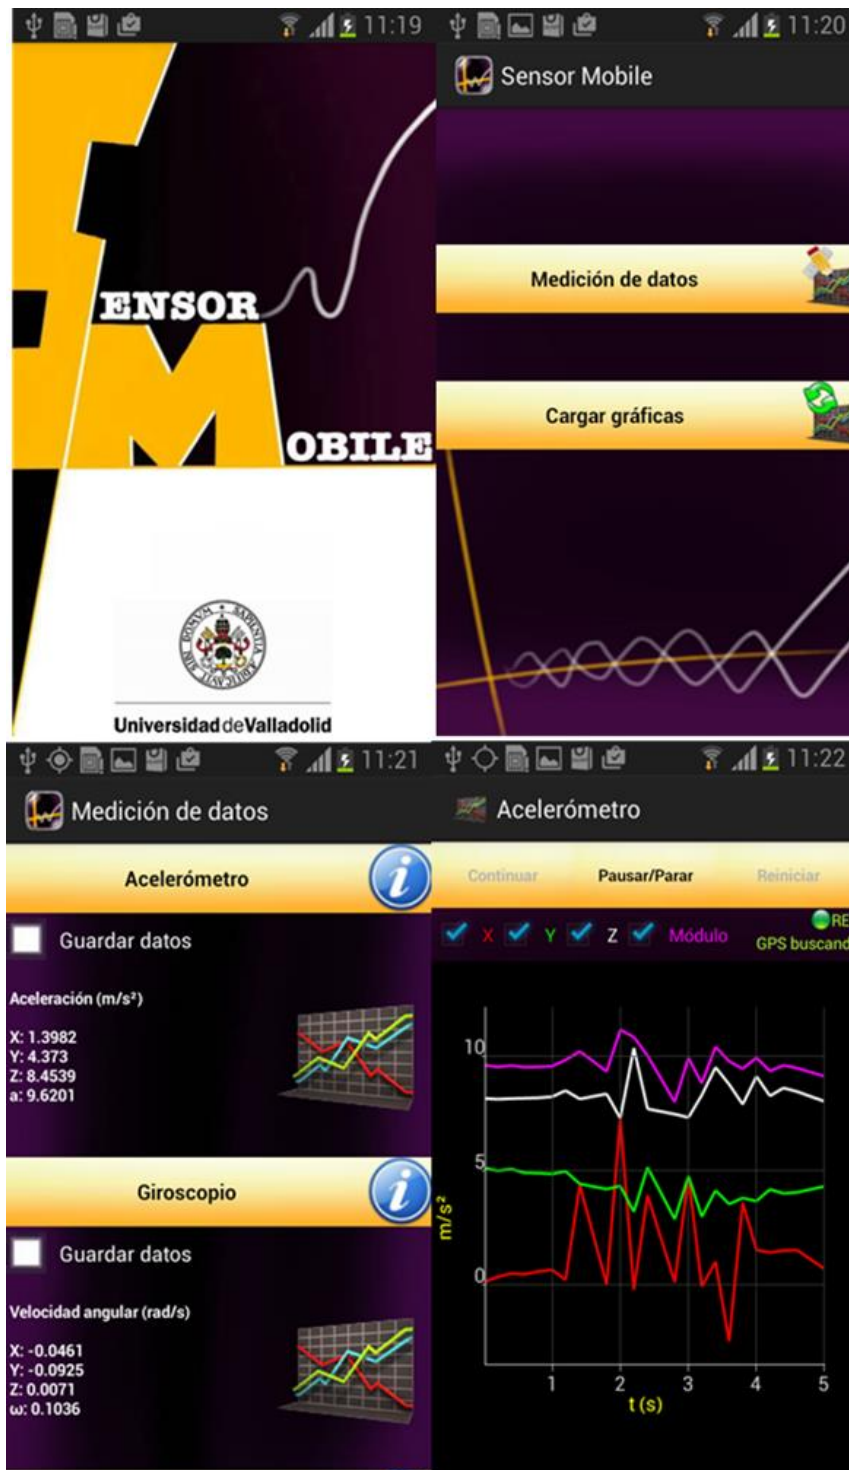 11:19
ENSOR
M
OBILE
DOMVM SAPIENTIA
Universidad de Valladolid
11:20
Sensor Mobile
Medición de datos
Cargar gráficas
11:21
Medición de datos
Acelerómetro
Guardar datos
Aceleración (m/s²)
X: 1.3982
Y: 4.373
Z: 8.4539
a: 9.6201
Giroscopio
Guardar datos
Velocidad angular (rad/s)
X: -0.0461
Y: -0.0925
Z: 0.0071
ω: 0.1036
11:22
Acelerómetro
Continuar Pausar/Parar Reiniciar
X Y Z Módulo
RE
GPS buscand
10
5
0
m/s²
1 2 3 4 5
t (s)